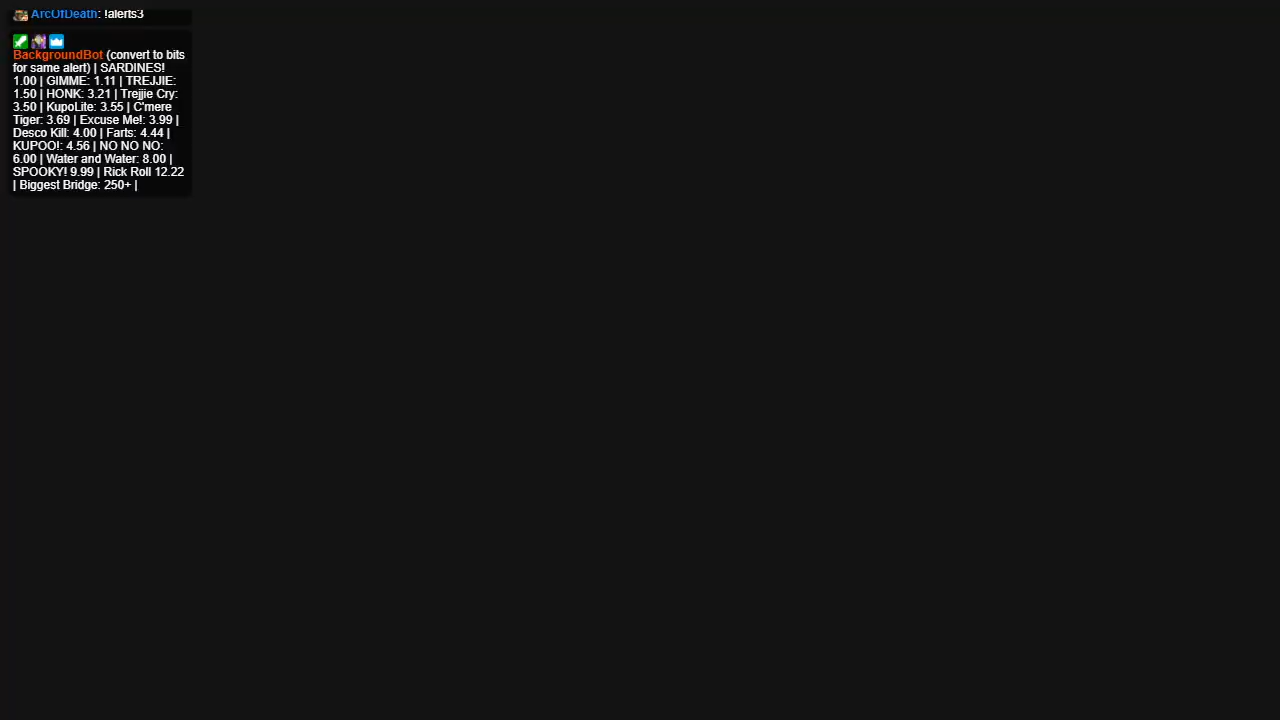 ArcOfDeath: !alerts3
BackgroundBot (convert to bits
for same alert) | SARDINES!
1.00 | GIMME: 1.11 | TREJJIE:
1.50 | HONK: 3.21 | Trejjie Cry:
3.50 | KupoLite: 3.55 | C'mere
Tiger: 3.69 | Excuse Me!: 3.99 |
Desco Kill: 4.00 | Farts: 4.44 |
KUPOO!: 4.56 | NO NO NO:
6.00 | Water and Water: 8.00 |
SPOOKY! 9.99 | Rick Roll 12.22
| Biggest Bridge: 250+ |